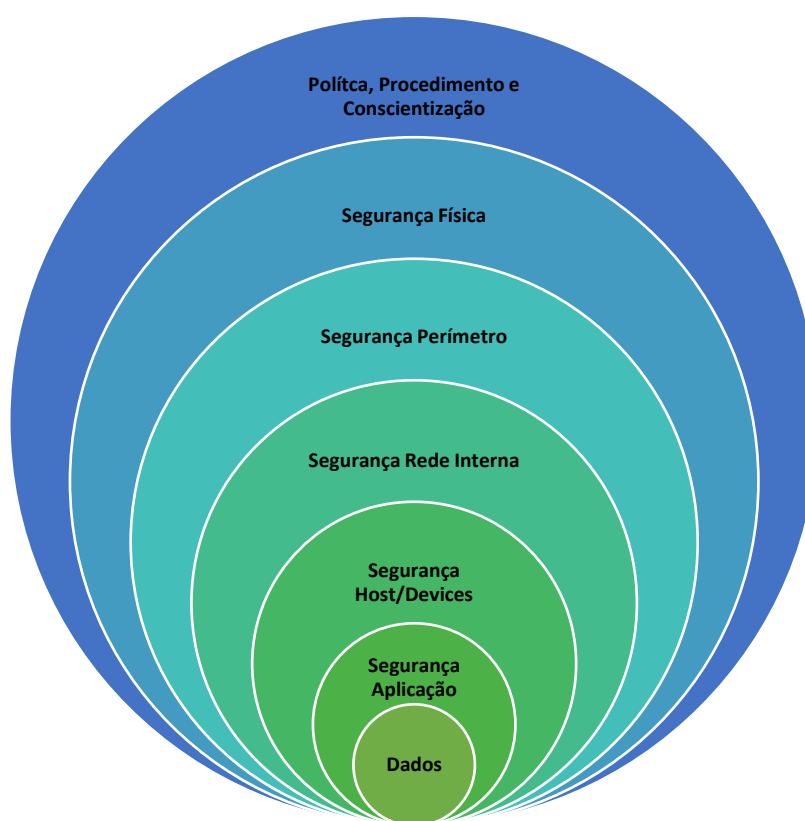 Polítca, Procedimento e
Conscientização
Segurança Física
Segurança Perímetro
Segurança Rede Interna
Segurança
Host/Devices
Segurança
Aplicação
Dados